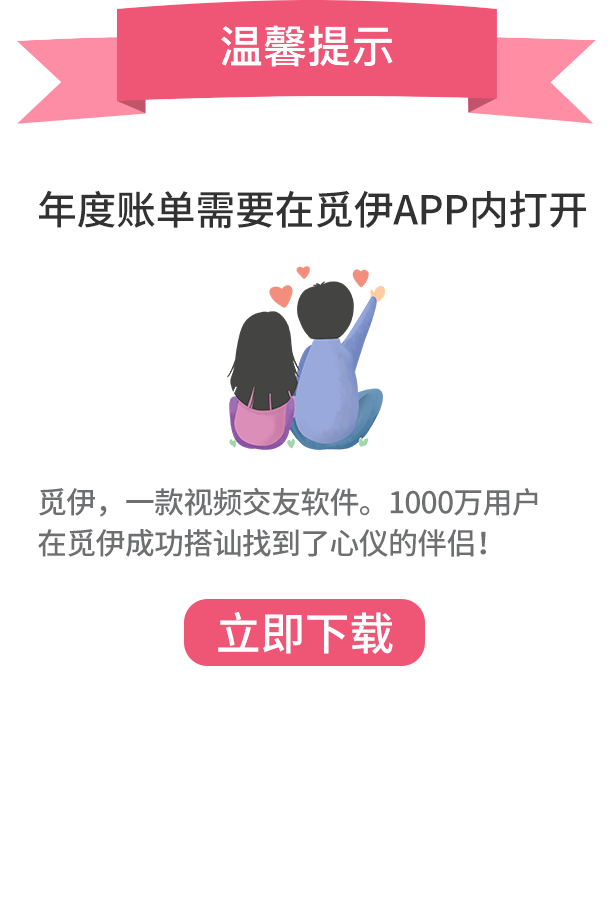 温馨提示
年度账单需要在觅伊APP内打开
觅伊，一款视频交友软件。1000万用户
在觅伊成功搭讪找到了心仪的伴侣！
立即下载